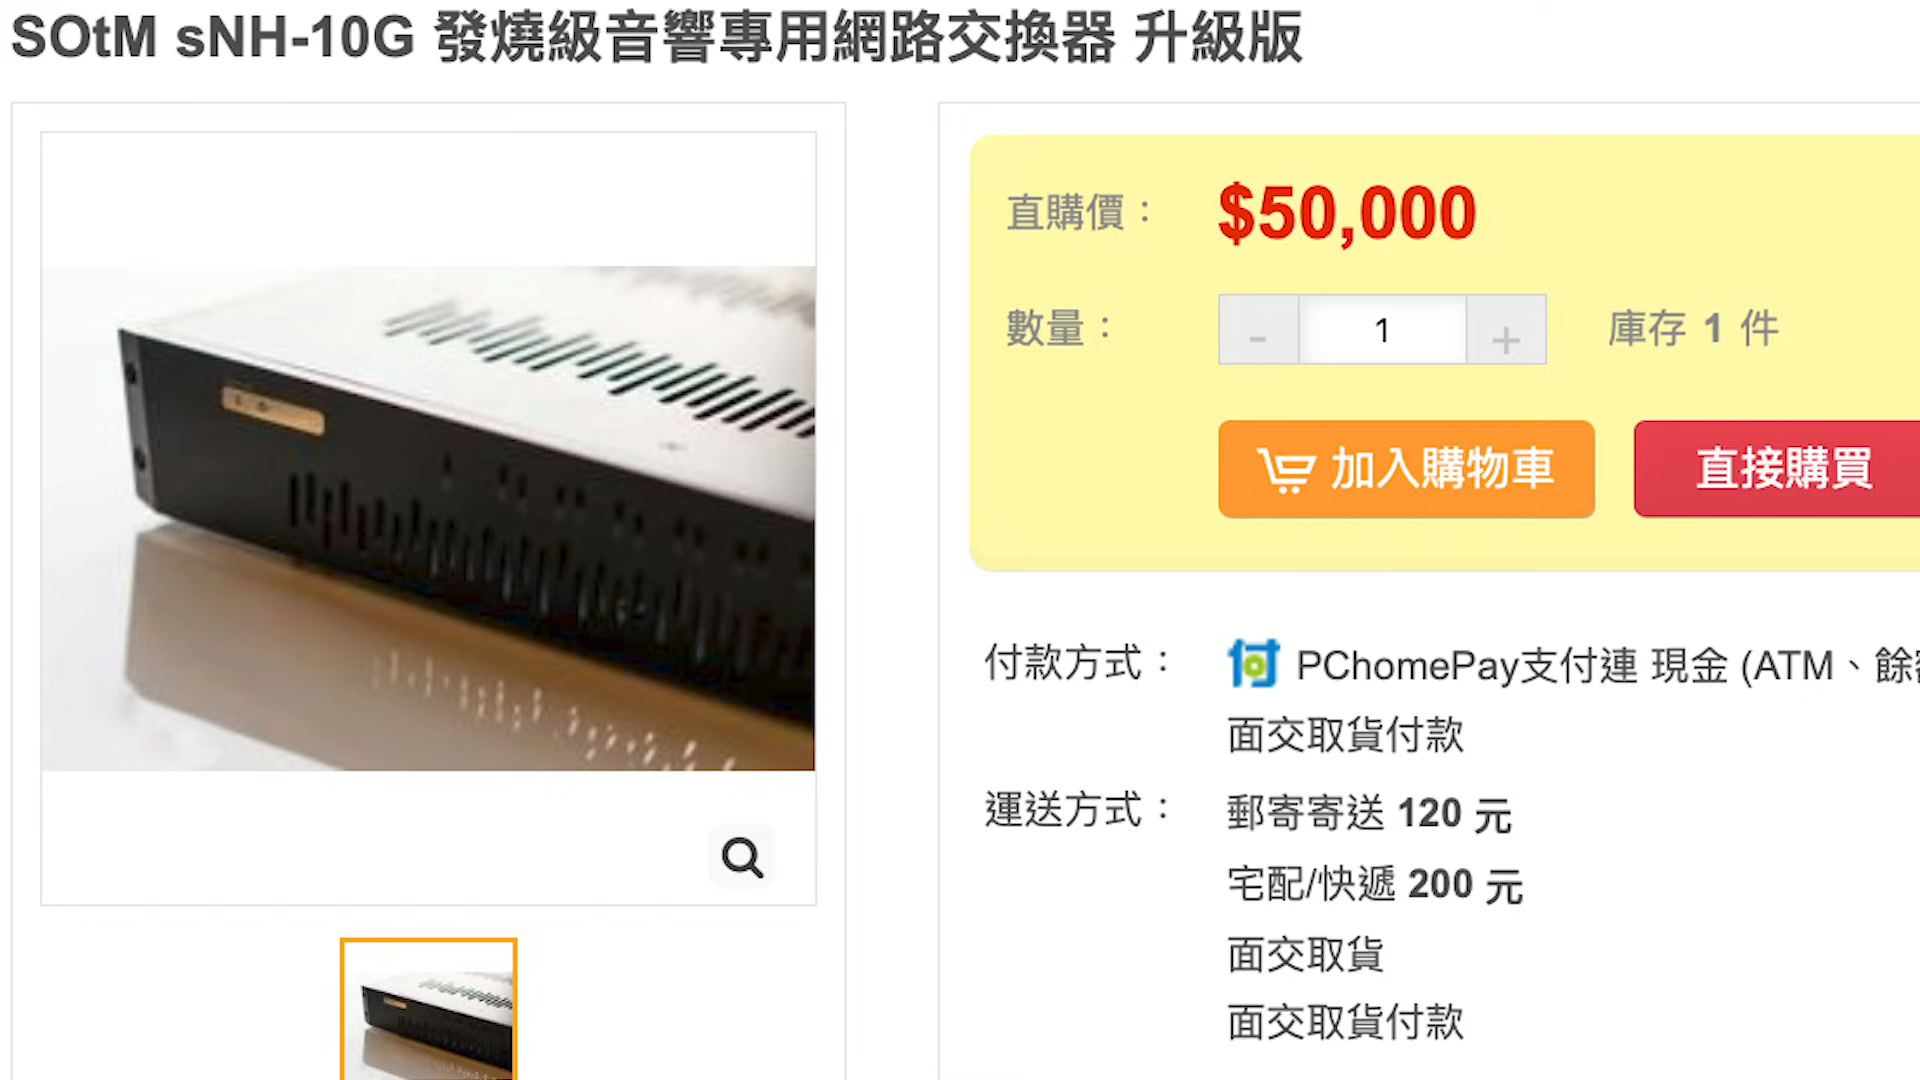 SOtM sNH-10G 發燒級音響專用網路交換器 升級版
直購價： $50,000
數量： - 1 + 庫存 1 件
加入購物車 直接購買
付款方式： PChomePay支付連 現金 (ATM、餘
面交取貨付款
運送方式： 郵寄寄送 120 元
宅配/快遞 200 元
面交取貨
面交取貨付款